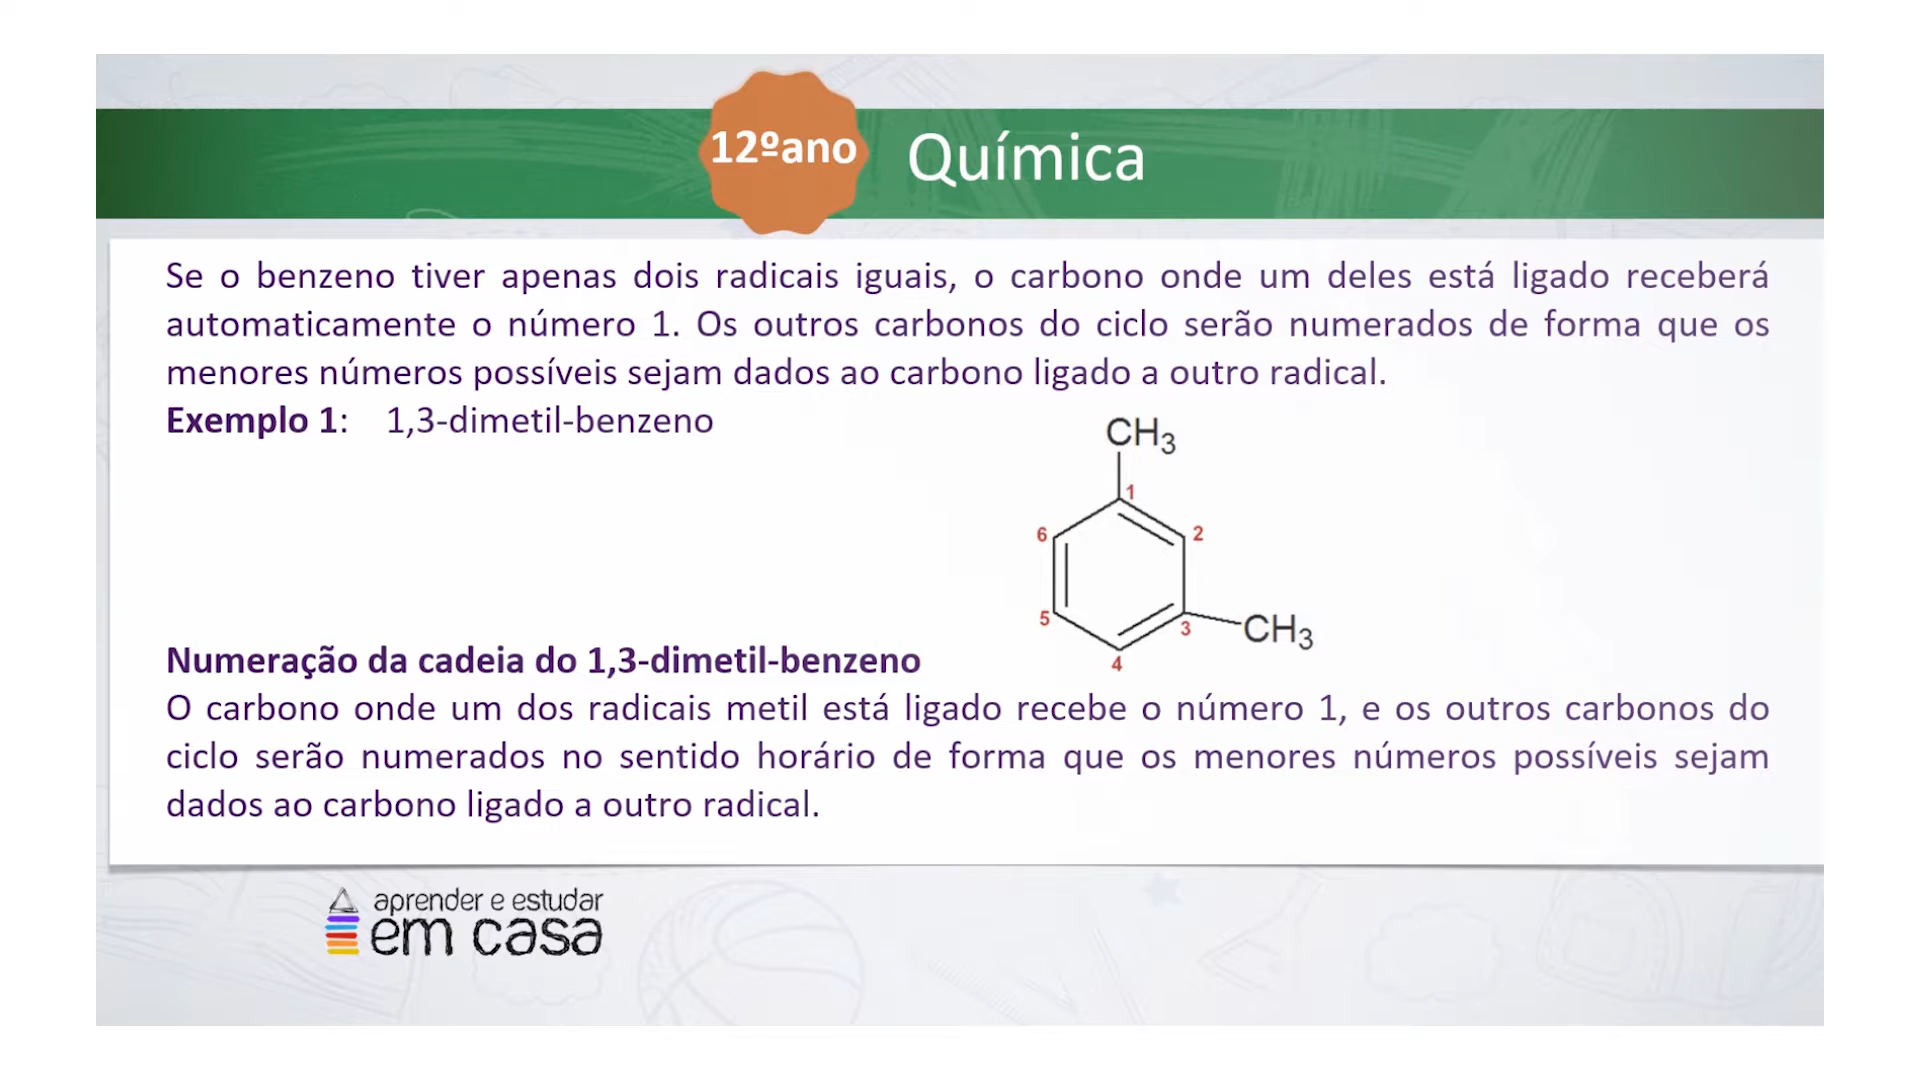 12ºano
Química
Se o benzeno tiver apenas dois radicais iguais, o carbono onde um deles está ligado receberá
automaticamente o número 1. Os outros carbonos do ciclo serão numerados de forma que os
menores números possíveis sejam dados ao carbono ligado a outro radical.
Exemplo 1: 1,3-dimetil-benzeno
CH3
1
6
2
5
3
CH3
4
Numeração da cadeia do 1,3-dimetil-benzeno
O carbono onde um dos radicais metil está ligado recebe o número 1, e os outros carbonos do
ciclo serão numerados no sentido horário de forma que os menores números possíveis sejam
dados ao carbono ligado a outro radical.
aprender e estudar
em casa